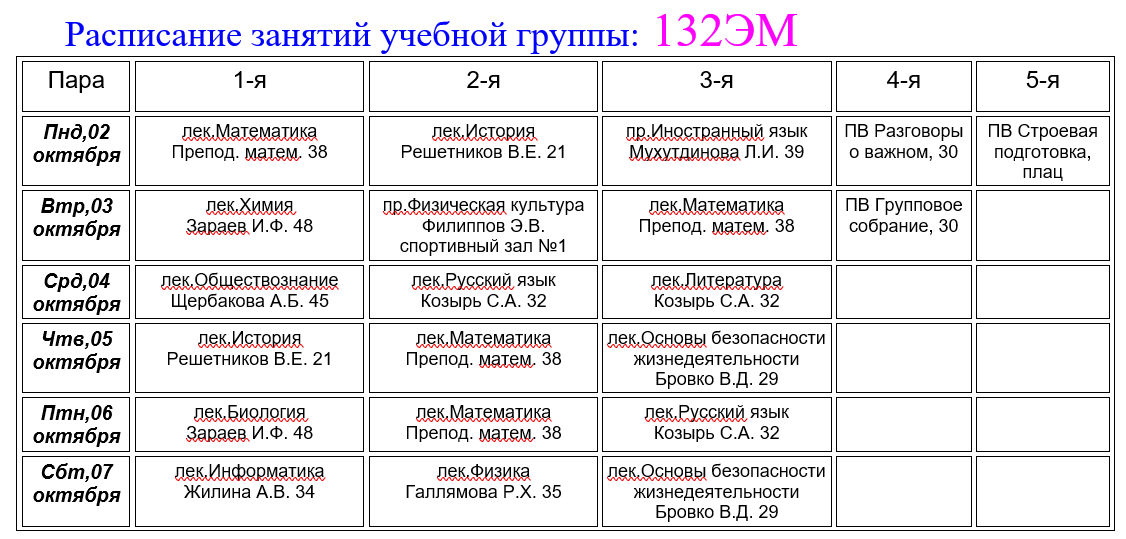 Расписание занятий учебной группы: 132ЭМ
Пара 1-я 2-я 3-я 4-я 5-я
Пнд,02 октября
лек.Математика
Препод. матем. 38
лек.История
Решетников В.Е. 21
пр.Иностранный язык
Мухутдинова Л.И. 39
ПВ Разговоры
о важном, 30
ПВ Строевая
подготовка,
плац
Втр,03
октября
лек.Химия
Зараев И.Ф. 48
пр.Физическая культура
Филиппов Э.В.
спортивный зал №1
лек.Математика
Препод. матем. 38
ПВ Групповое
собрание, 30
Срд,04
октября
лек.Обществознание
Щербакова А.Б. 45
лек.Русский язык
Козырь С.А. 32
лек.Литература
Козырь С.А. 32
Чтв,05
октября
лек.История
Решетников В.Е. 21
лек.Математика
Препод. матем. 38
лек.Основы безопасности
жизнедеятельности
Бровко В.Д. 29
Птн,06
октября
лек.Биология
Зараев И.Ф. 48
лек.Математика
Препод. матем. 38
лек.Русский язык
Козырь С.А. 32
Сбт,07
октября
лек.Информатика
Жилина А.В. 34
лек.Физика
Галлямова Р.Х. 35
лек.Основы безопасности
жизнедеятельности
Бровко В.Д. 29